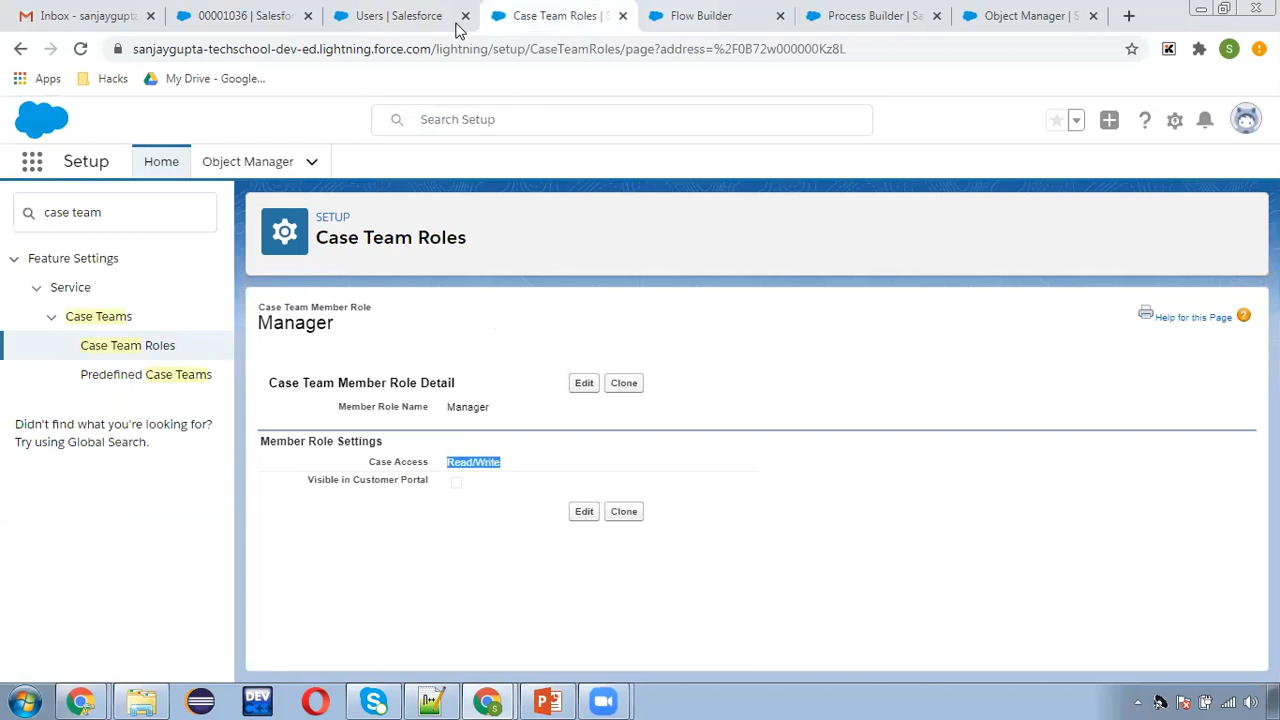 Inbox - sanjaygupta
00001036 | Salesfo
Users | Salesforce
Case Team Roles | S
Flow Builder
Process Builder | Sa
Object Manager | S
sanjaygupta-techschool-dev-ed.lightning.force.com/lightning/setup/CaseTeamRoles/page?address=%2F0B72w000000Kz8L
Apps
Hacks
My Drive - Google...
Search Setup
Setup
Home
Object Manager
case team
Feature Settings
Service
Case Teams
Case Team Roles
Predefined Case Teams
Didn't find what you're looking for?
Try using Global Search.
SETUP
Case Team Roles
Case Team Member Role
Manager
Help for this Page
Case Team Member Role Detail
Edit
Clone
Member Role Name
Manager
Member Role Settings
Case Access
Read/Write
Visible in Customer Portal
Edit
Clone